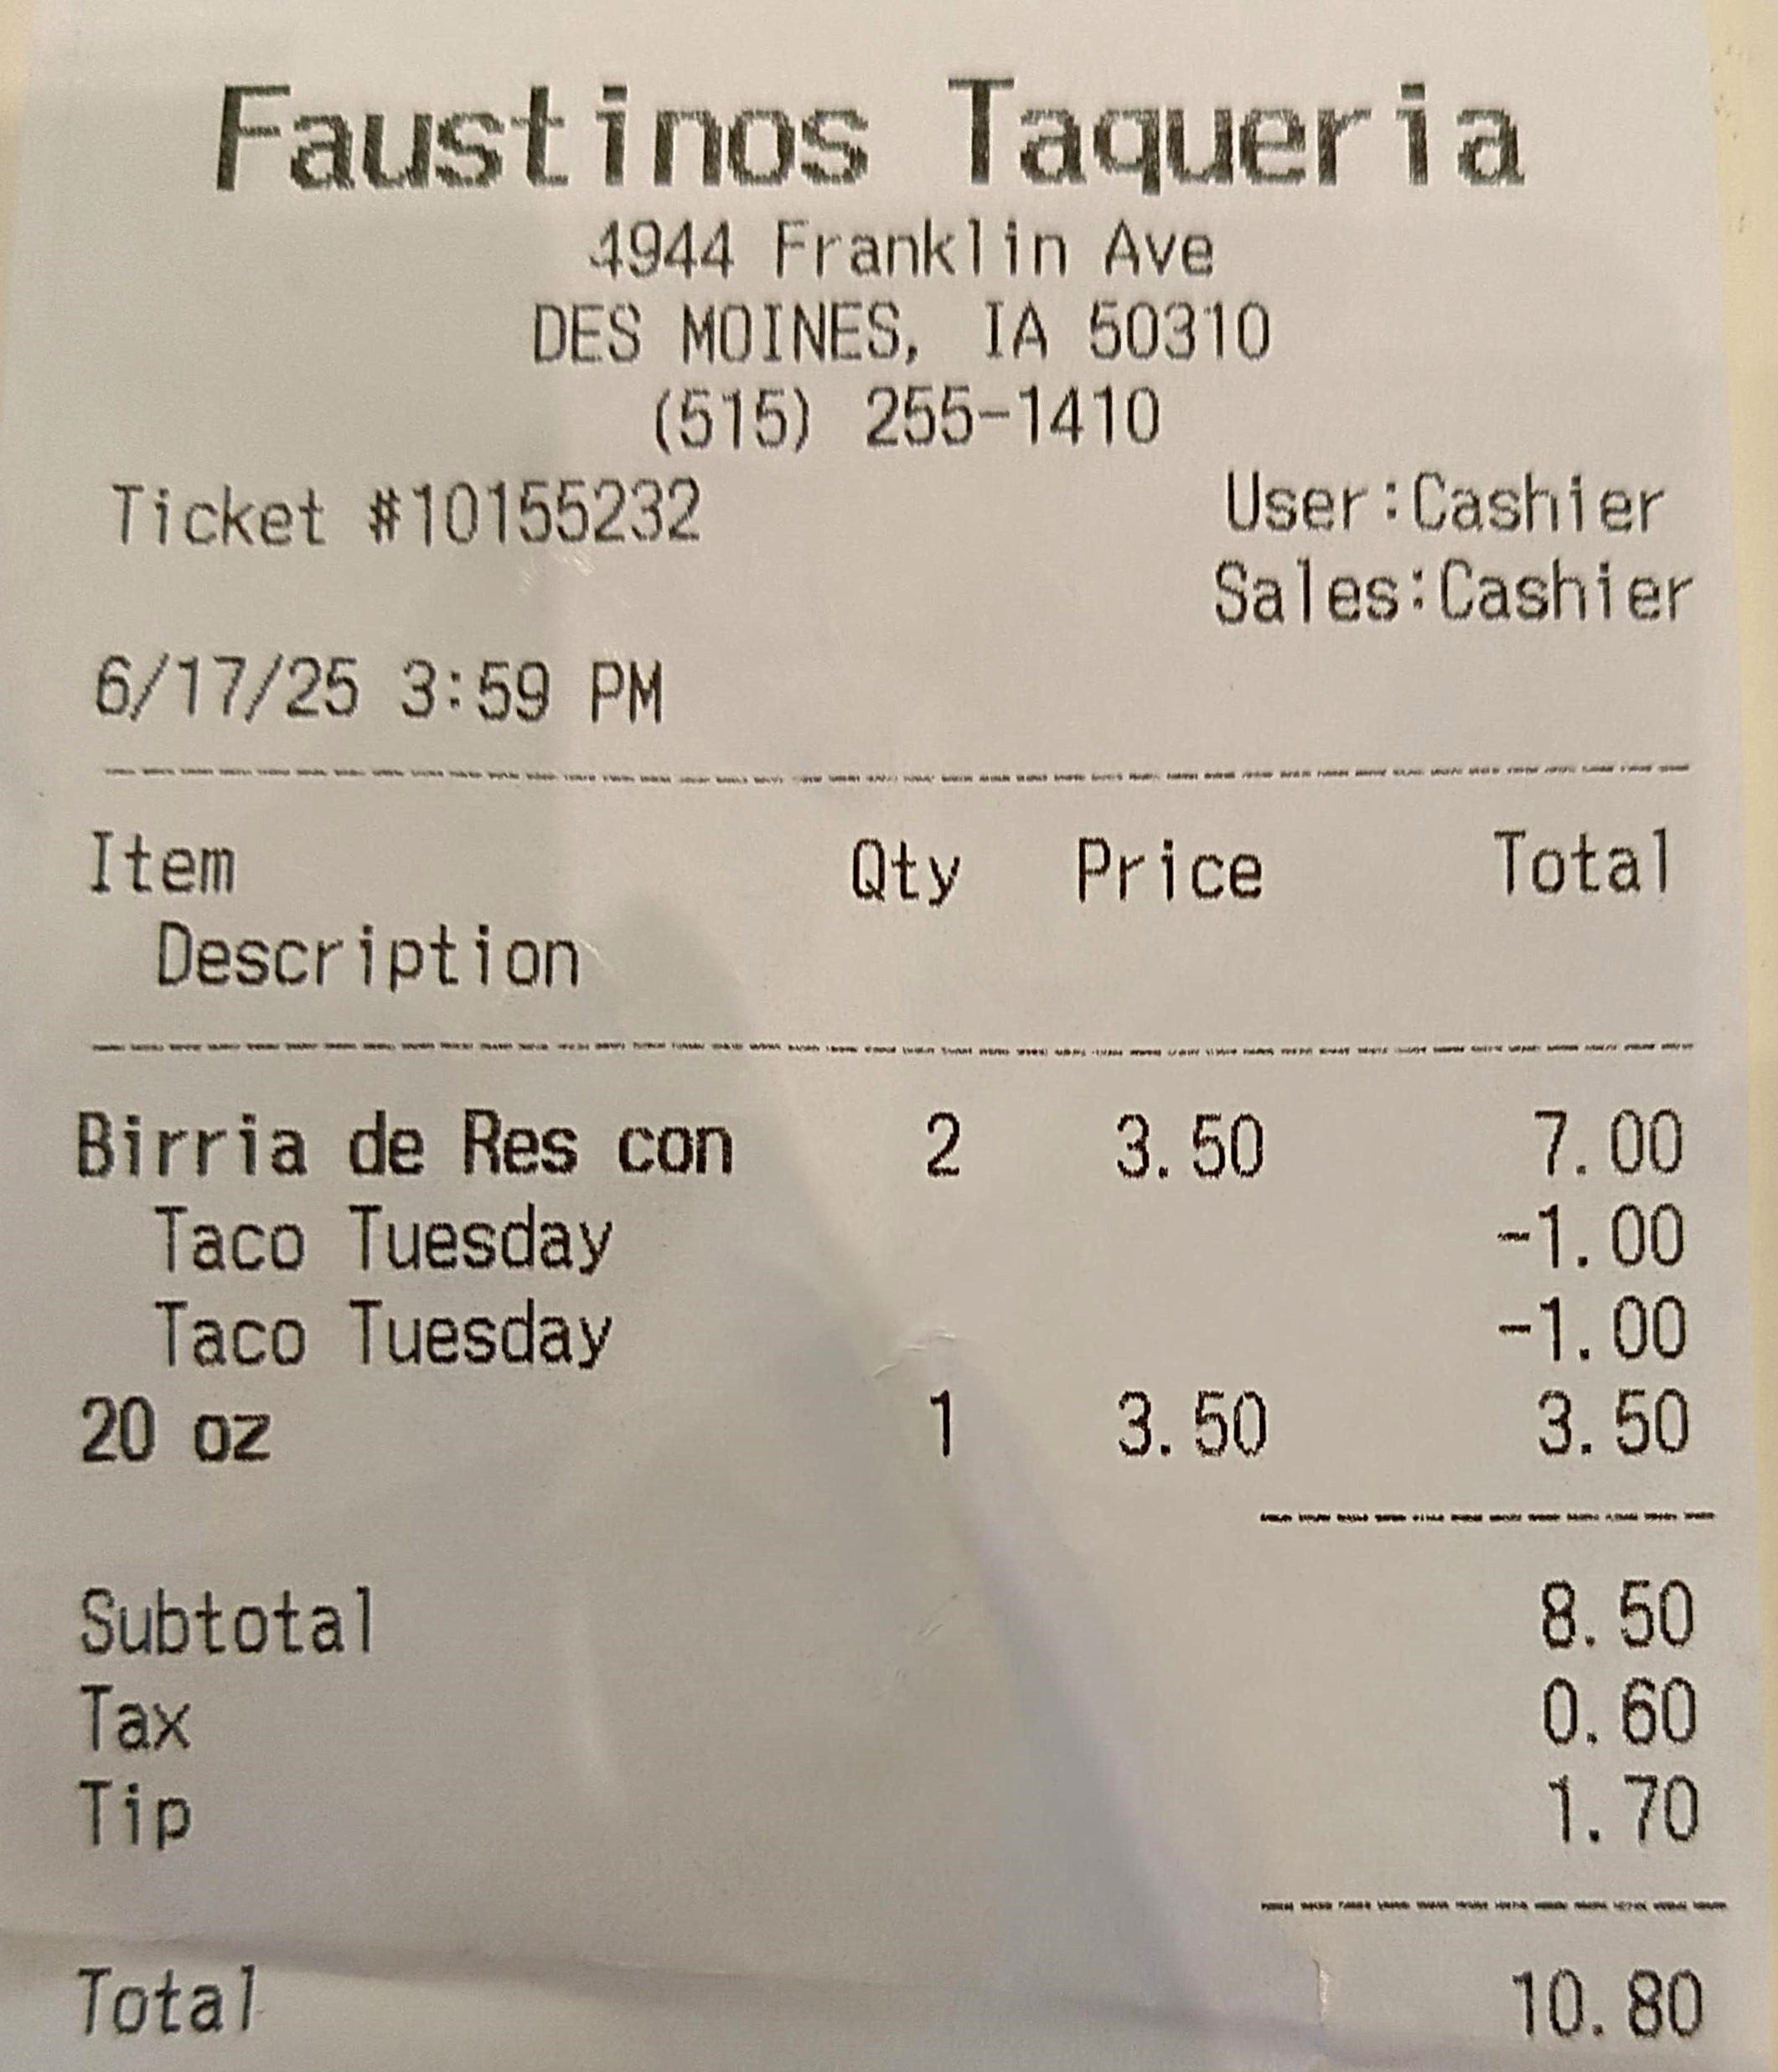 Faustinos Taqueria
4944 Franklin Ave
DES MOINES, IA 50310
(515) 255-1410
Ticket #10155232 User:Cashier
Sales:Cashier
6/17/25 3:59 PM
Item Qty Price Total
Description
Birria de Res con 2 3.50 7.00
Taco Tuesday -1.00
Taco Tuesday -1.00
20 oz 1 3.50 3.50
Subtotal 8.50
Tax 0.60
Tip 1.70
Total 10.80